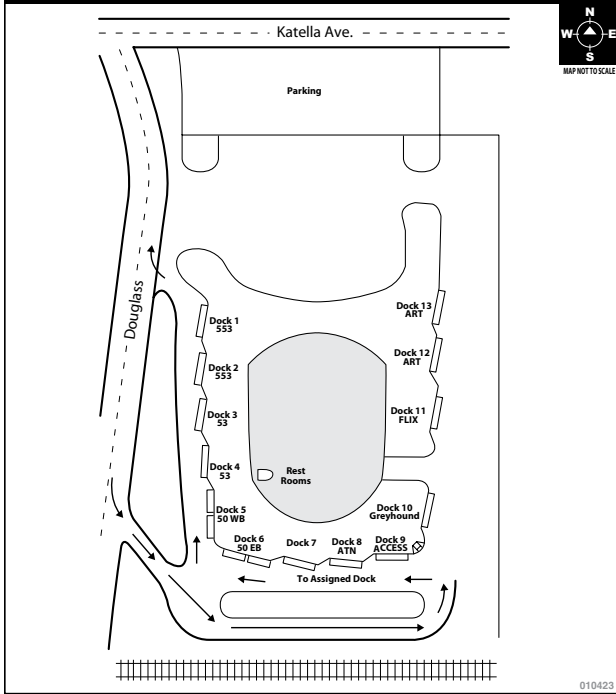 Katella Ave.
N
W E
S
MAP NOT TO SCALE
Parking
Douglass
Dock 13
ART
Dock 1
553
Dock 12
ART
Dock 2
553
Dock 11
FLIX
Dock 3
53
Dock 4
53
Rest
Rooms
Dock 5
50 WB
Dock 10
Greyhound
Dock 6
50 EB
Dock 7
Dock 8
ATN
Dock 9
ACCESS
To Assigned Dock
010423